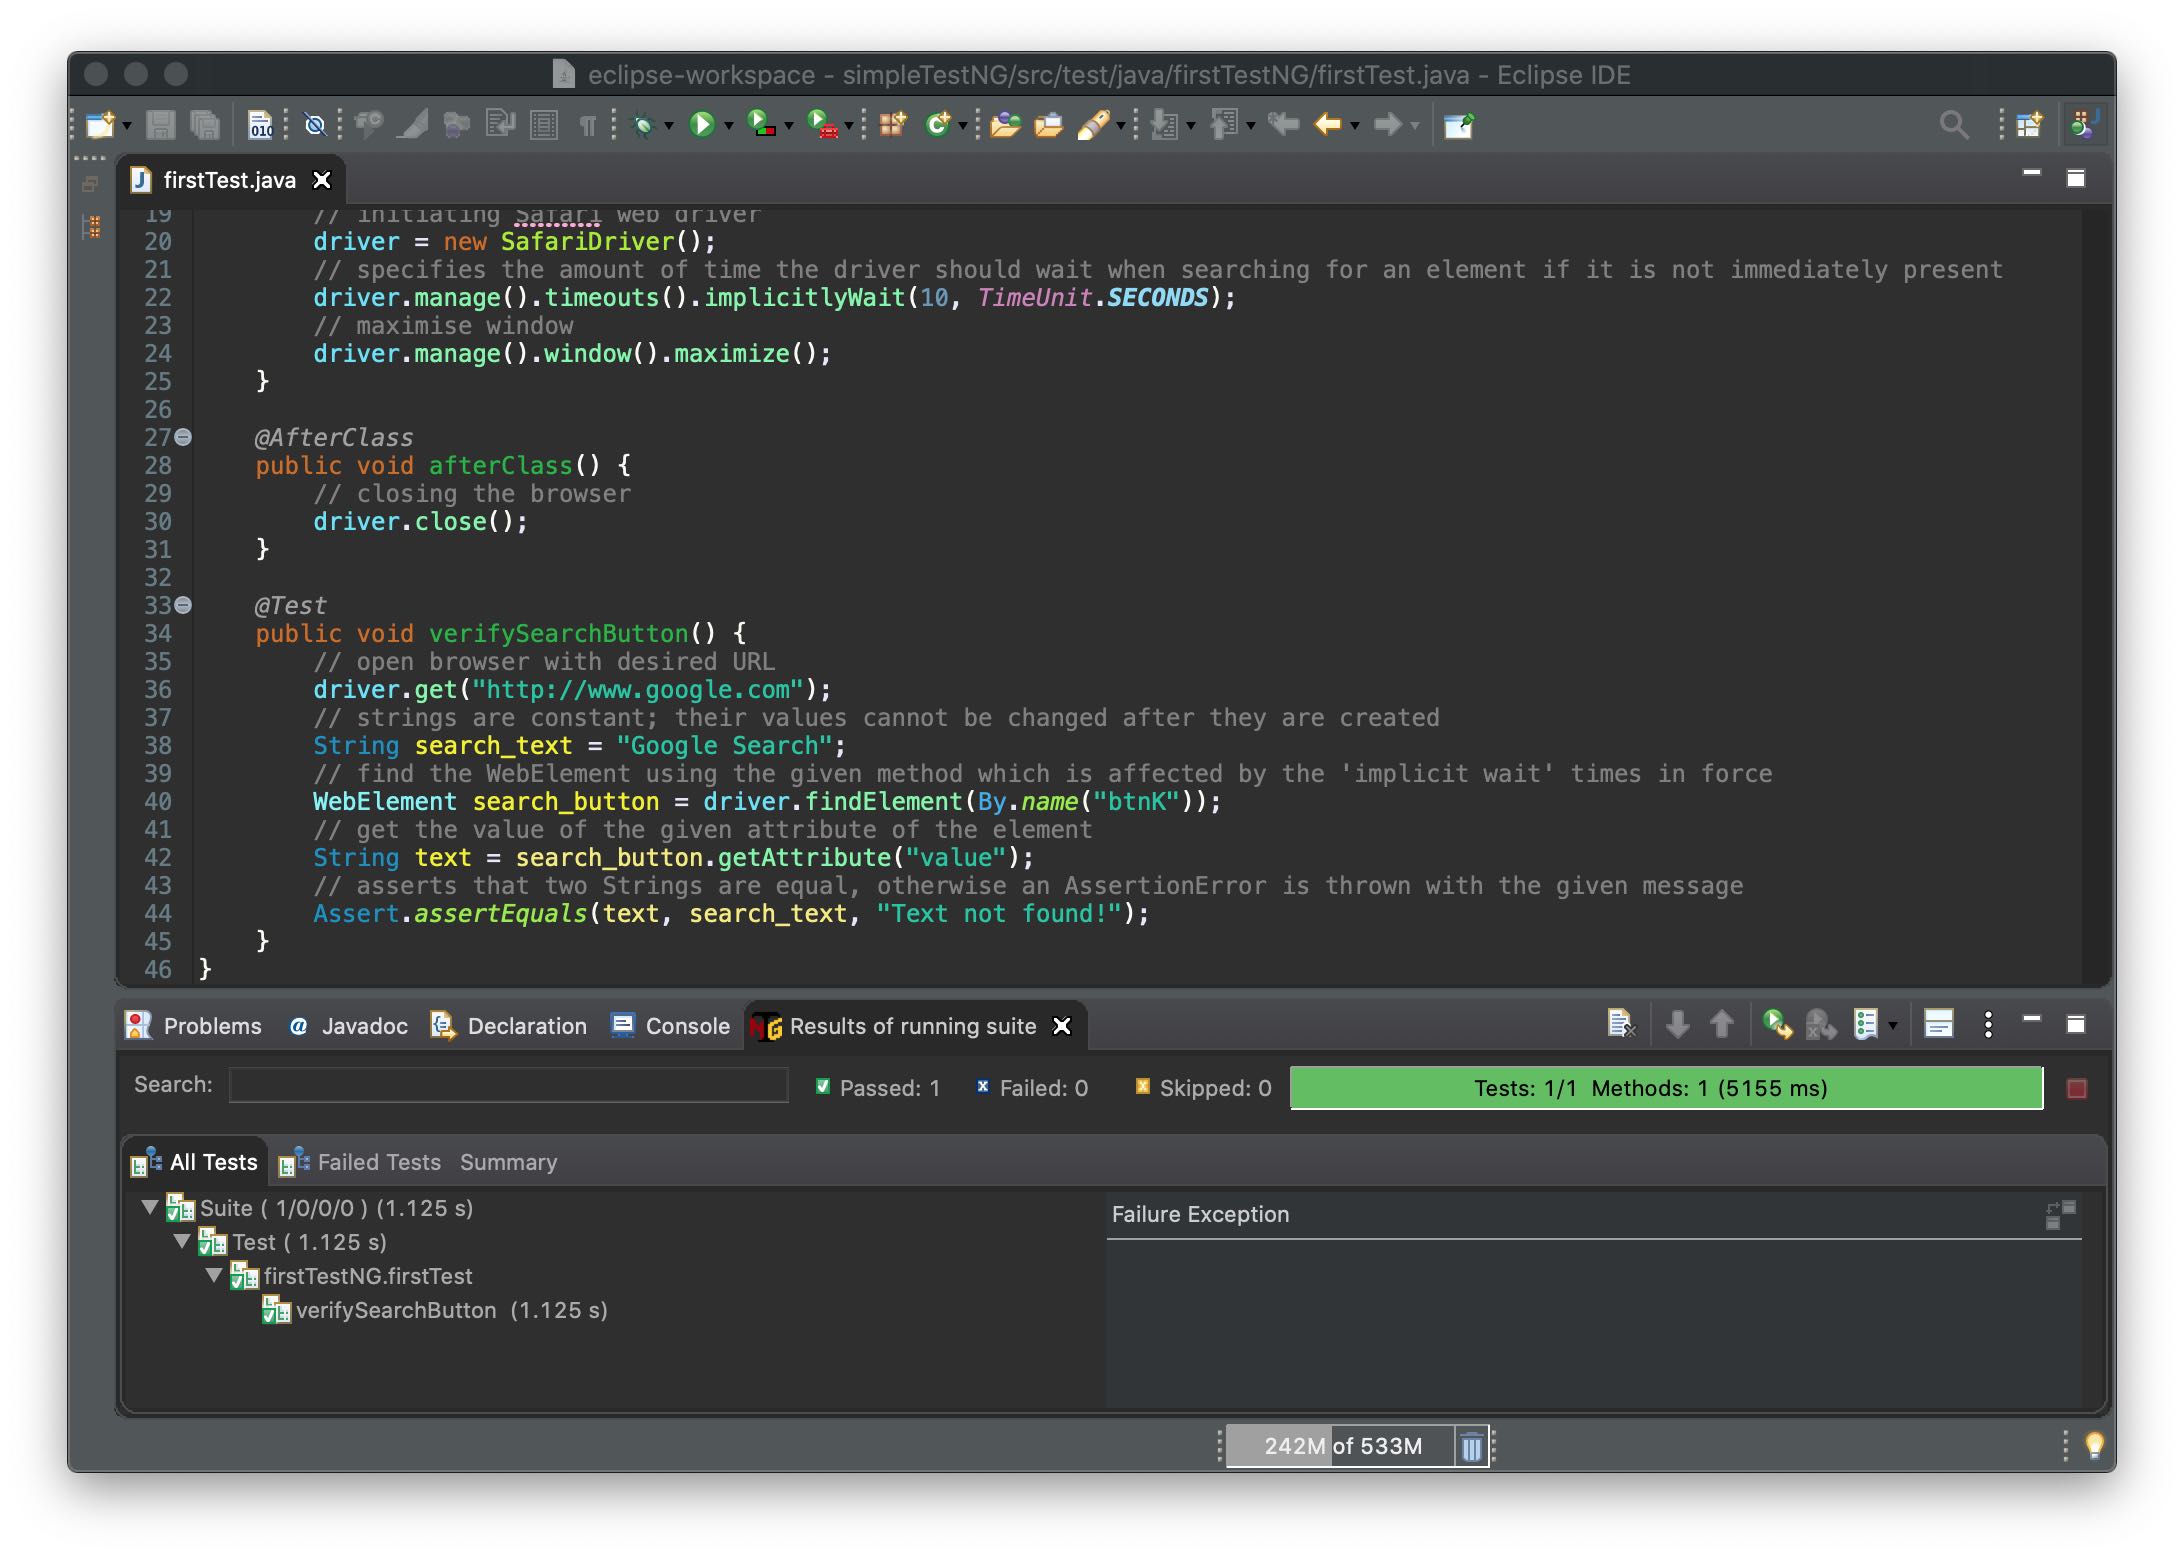 eclipse-workspace - simpleTestNG/src/test/java/firstTestNG/firstTest.java - Eclipse IDE
firstTest.java
19 // initiating Safari web driver
20 driver = new SafariDriver();
21 // specifies the amount of time the driver should wait when searching for an element if it is not immediately present
22 driver.manage().timeouts().implicitlyWait(10, TimeUnit.SECONDS);
23 // maximise window
24 driver.manage().window().maximize();
25 }
26
27 @AfterClass
28 public void afterClass() {
29 // closing the browser
30 driver.close();
31 }
32
33 @Test
34 public void verifySearchButton() {
35 // open browser with desired URL
36 driver.get("http://www.google.com");
37 // strings are constant; their values cannot be changed after they are created
38 String search_text = "Google Search";
39 // find the WebElement using the given method which is affected by the 'implicit wait' times in force
40 WebElement search_button = driver.findElement(By.name("btnK"));
41 // get the value of the given attribute of the element
42 String text = search_button.getAttribute("value");
43 // asserts that two Strings are equal, otherwise an AssertionError is thrown with the given message
44 Assert.assertEquals(text, search_text, "Text not found!");
45 }
46 }
Problems @ Javadoc Declaration Console Results of running suite
Search: Passed: 1 Failed: 0 Skipped: 0 Tests: 1/1 Methods: 1 (5155 ms)
All Tests Failed Tests Summary
Suite ( 1/0/0/0 ) (1.125 s)
Failure Exception
Test ( 1.125 s)
firstTestNG.firstTest
verifySearchButton (1.125 s)
242M of 533M